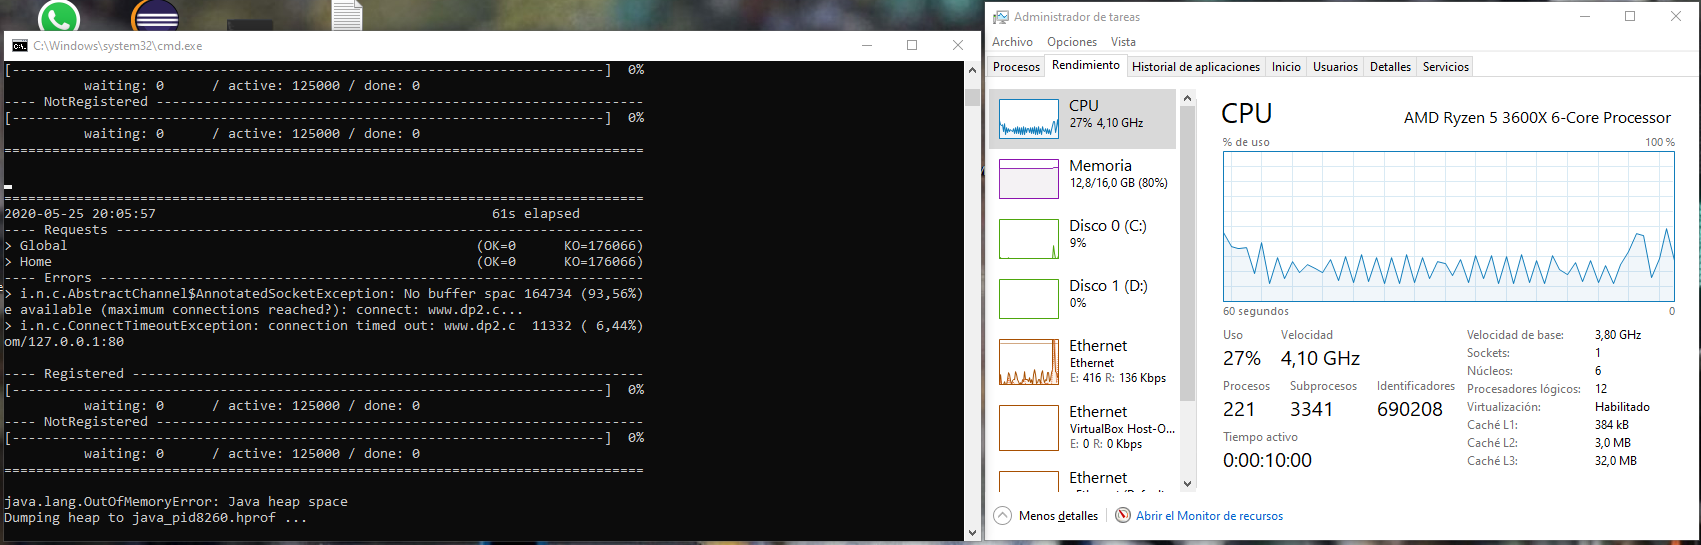 C:\Windows\system32\cmd.exe
[--------------------------------------------------------------------------]  0%
          waiting: 0      / active: 125000 / done: 0
---- NotRegistered -------------------------------------------------------------
[--------------------------------------------------------------------------]  0%
          waiting: 0      / active: 125000 / done: 0
================================================================================
================================================================================
2020-05-25 20:05:57                                          61s elapsed
---- Requests ------------------------------------------------------------------
> Global                                                   (OK=0      KO=176066)
> Home                                                     (OK=0      KO=176066)
---- Errors --------------------------------------------------------------------
> i.n.c.AbstractChannel$AnnotatedSocketException: No buffer spac 164734 (93,56%)
e available (maximum connections reached?): connect: www.dp2.c...
> i.n.c.ConnectTimeoutException: connection timed out: www.dp2.c  11332 ( 6,44%)
om/127.0.0.1:80
---- Registered ----------------------------------------------------------------
[--------------------------------------------------------------------------]  0%
          waiting: 0      / active: 125000 / done: 0
---- NotRegistered -------------------------------------------------------------
[--------------------------------------------------------------------------]  0%
          waiting: 0      / active: 125000 / done: 0
================================================================================
java.lang.OutOfMemoryError: Java heap space
Dumping heap to java_pid8260.hprof ...
Administrador de tareas
Archivo Opciones Vista
Procesos Rendimiento Historial de aplicaciones Inicio Usuarios Detalles Servicios
CPU
27% 4,10 GHz
Memoria
12,8/16,0 GB (80%)
Disco 0 (C:)
9%
Disco 1 (D:)
0%
Ethernet
Ethernet
E: 416 R: 136 Kbps
Ethernet
VirtualBox Host-O...
E: 0 R: 0 Kbps
Ethernet
CPU AMD Ryzen 5 3600X 6-Core Processor
% de uso 100 %
60 segundos 0
Uso Velocidad
27% 4,10 GHz
Procesos Subprocesos Identificadores
221 3341 690208
Tiempo activo
0:00:10:00
Velocidad de base: 3,80 GHz
Sockets: 1
Núcleos: 6
Procesadores lógicos: 12
Virtualización: Habilitado
Caché L1: 384 kB
Caché L2: 3,0 MB
Caché L3: 32,0 MB
Menos detalles Abrir el Monitor de recursos